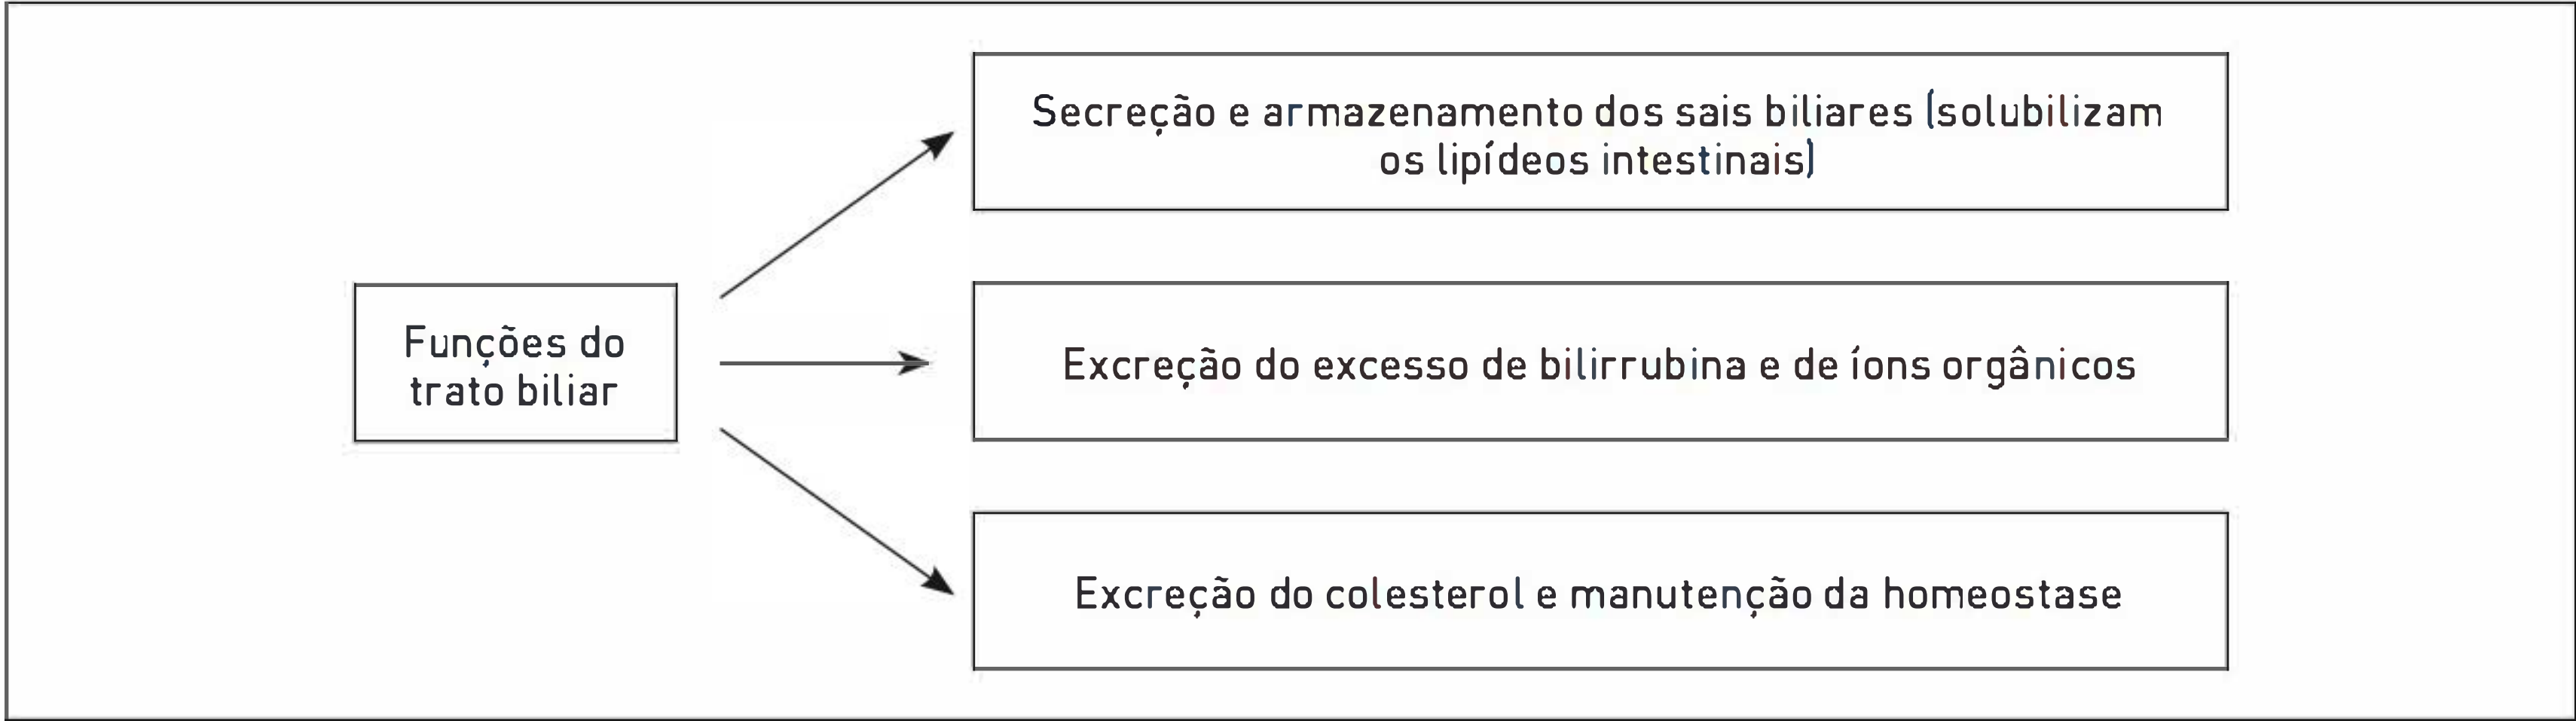 Secreção e armazenamento dos sais biliares (solubilizam
os lipídeos intestinais)
Funções do
trato biliar
Excreção do excesso de bilirrubina e de íons orgânicos
Excreção do colesterol e manutenção da homeostase